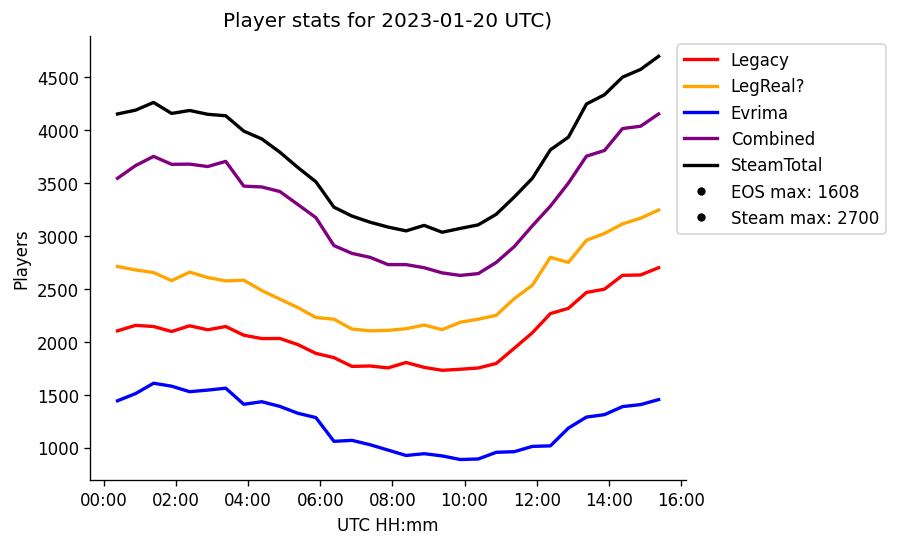 Player stats for 2023-01-20 UTC)
Legacy
LegReal?
Evrima
Combined
SteamTotal
EOS max: 1608
Steam max: 2700
Players
4500
4000
3500
3000
2500
2000
1500
1000
00:00 02:00 04:00 06:00 08:00 10:00 12:00 14:00 16:00
UTC HH:mm